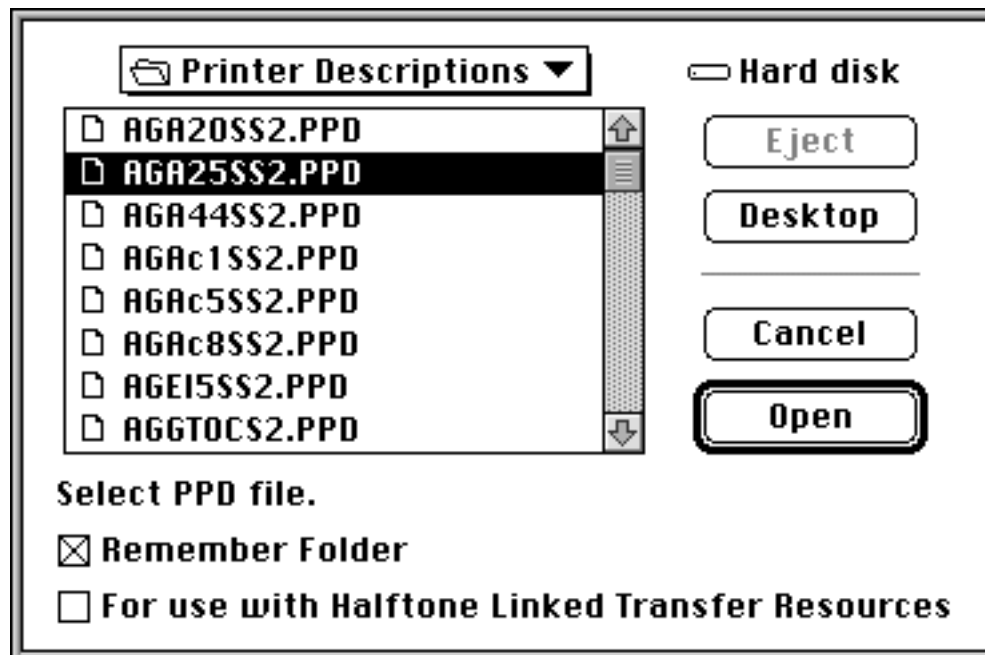 Printer Descriptions
Hard disk
AGA20SS2.PPD
AGA25SS2.PPD
AGA44SS2.PPD
AGAc1SS2.PPD
AGAc5SS2.PPD
AGAc8SS2.PPD
AGEI5SS2.PPD
AGGTOCS2.PPD
Eject
Desktop
Cancel
Open
Select PPD file.
Remember Folder
For use with Halftone Linked Transfer Resources